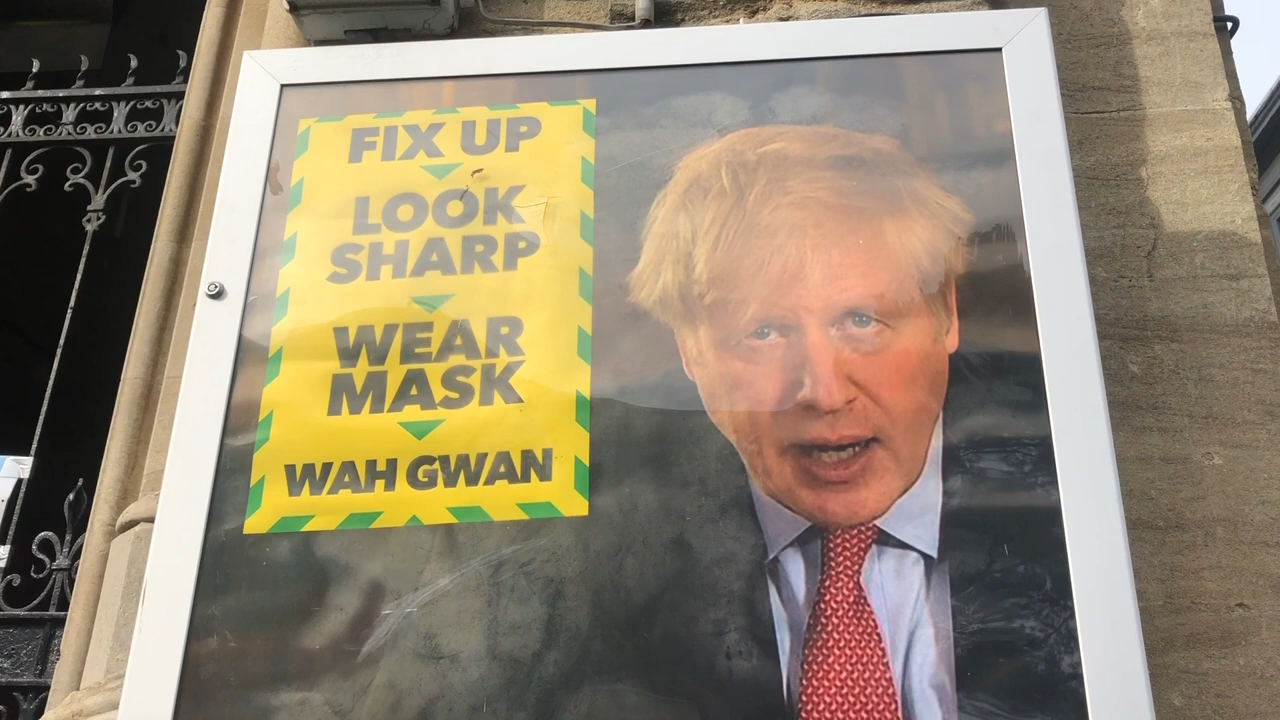 FIX UP
LOOK
SHARP
WEAR
MASK
WAH GWAN